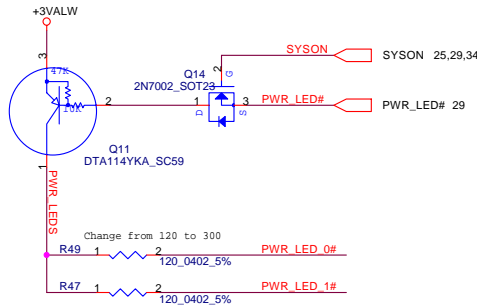 +3VALW
SYSON
SYSON 25,29,34
Q14
2N7002_SOT23
2
G
3
47K
10K
2
1
D
S
3
PWR_LED#
PWR_LED# 29
Q11
DTA114YKA_SC59
1
PWR_LEDS
Change from 120 to 300
R49
1
2
PWR_LED_0#
120_0402_5%
R47
1
2
PWR_LED_1#
120_0402_5%